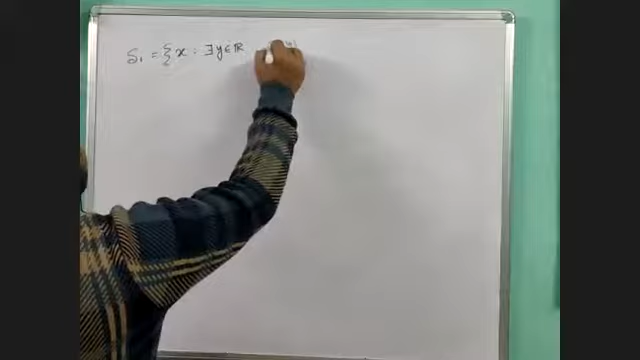 S₁ = {x : ∃y∈ℝ